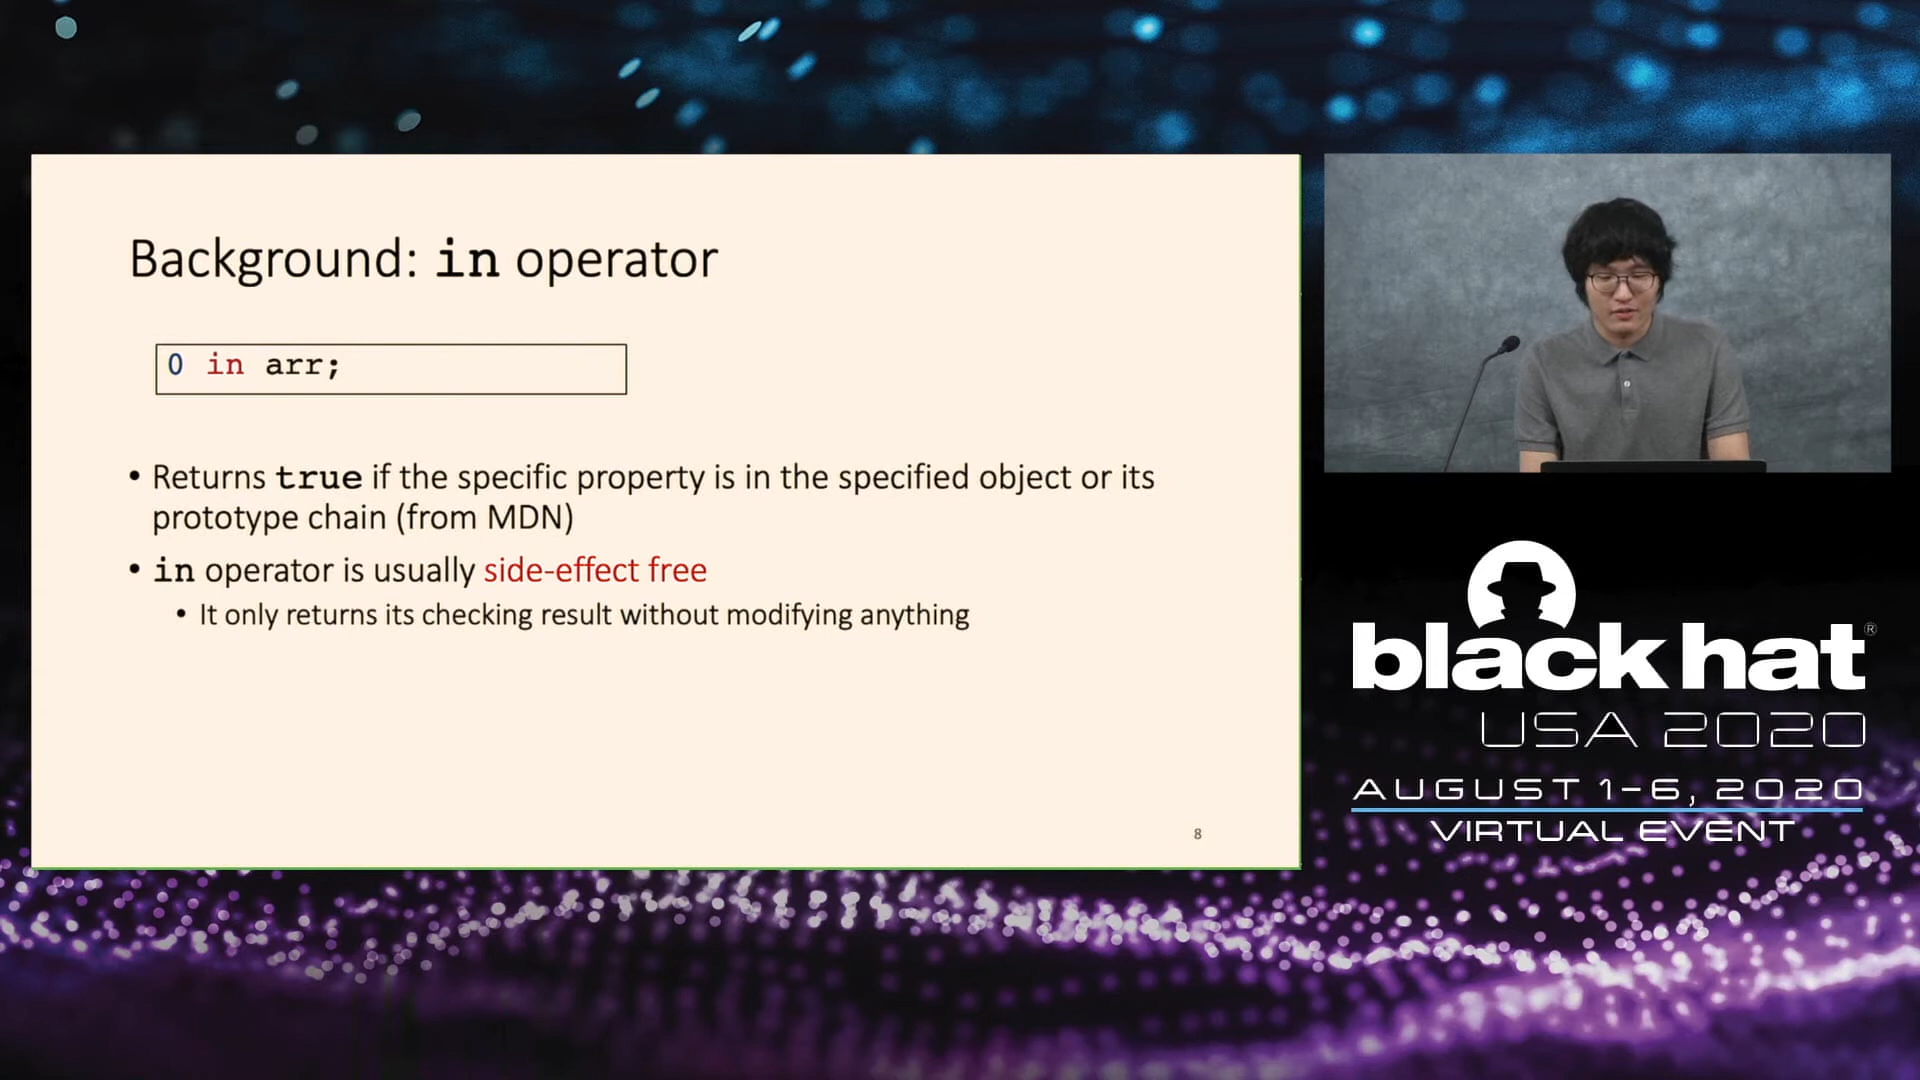 Background: in operator
0 in arr;
• Returns true if the specific property is in the specified object or its
prototype chain (from MDN)
• in operator is usually side-effect free
• It only returns its checking result without modifying anything
8
black hat®
USA 2020
AUGUST 1-6, 2020
VIRTUAL EVENT